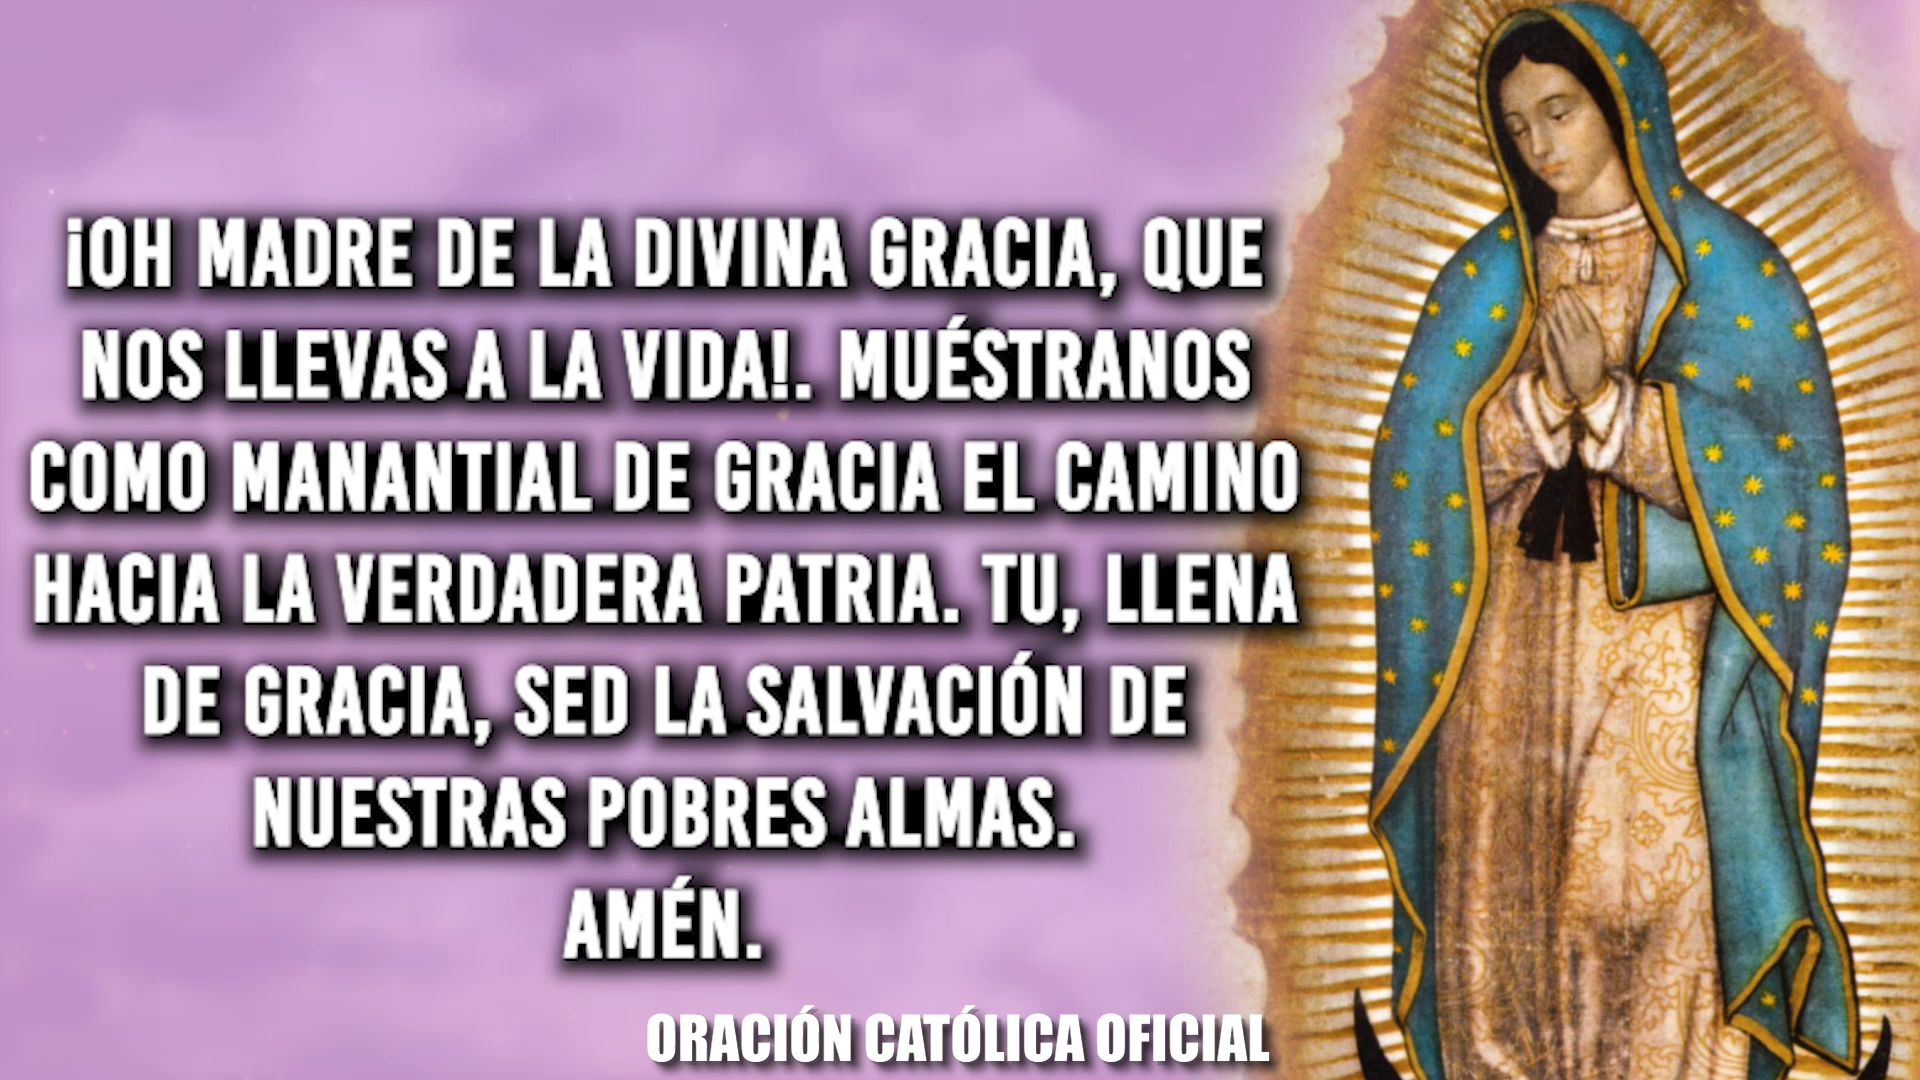 ¡OH MADRE DE LA DIVINA GRACIA, QUE
NOS LLEVAS A LA VIDA!. MUÉSTRANOS
COMO MANANTIAL DE GRACIA EL CAMINO
HACIA LA VERDADERA PATRIA. TU, LLENA
DE GRACIA, SED LA SALVACIÓN DE
NUESTRAS POBRES ALMAS.
AMÉN.
ORACIÓN CATÓLICA OFICIAL